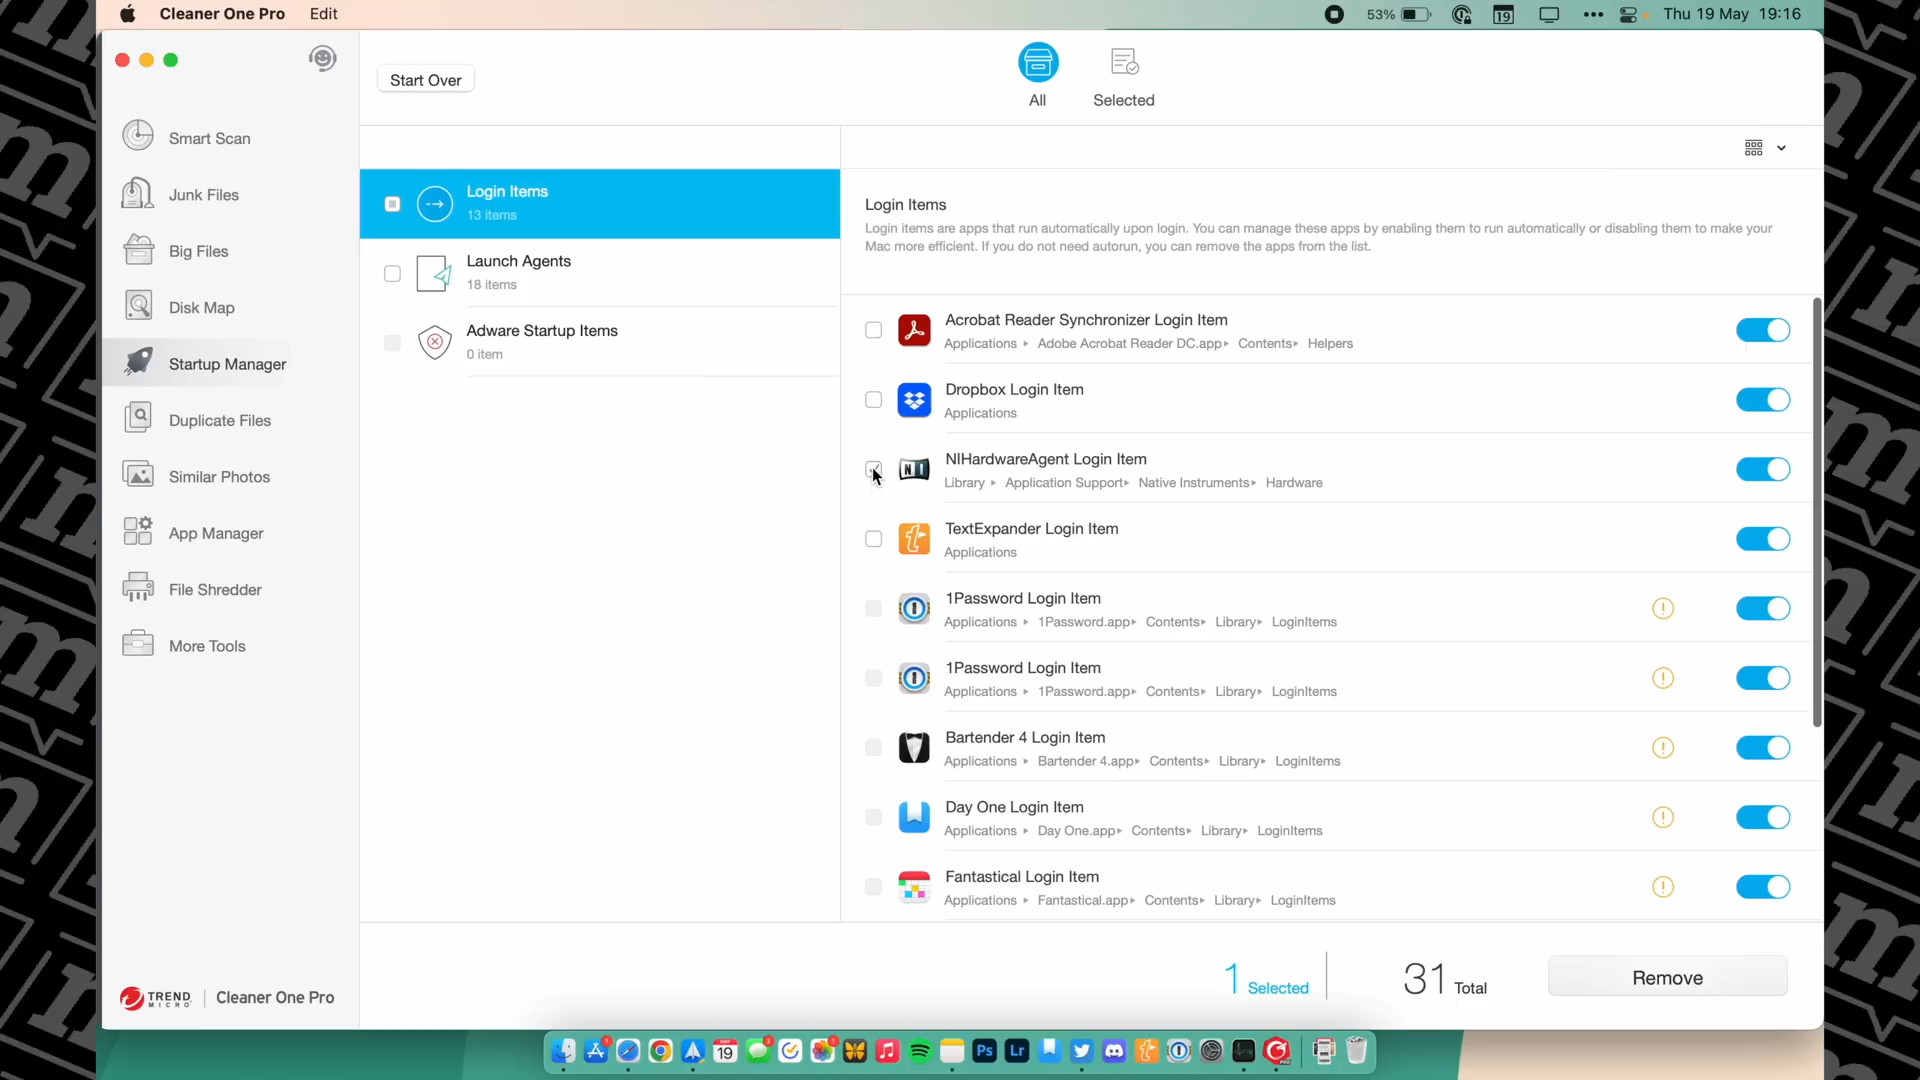 Cleaner One Pro Edit 53% 19 Thu 19 May 19:16
Start Over
All
Selected
Smart Scan
Junk Files
Big Files
Disk Map
Startup Manager
Duplicate Files
Similar Photos
App Manager
File Shredder
More Tools
TREND MICRO Cleaner One Pro
Login Items
13 items
Launch Agents
18 items
Adware Startup Items
0 item
Login Items
Login items are apps that run automatically upon login. You can manage these apps by enabling them to run automatically or disabling them to make your
Mac more efficient. If you do not need autorun, you can remove the apps from the list.
Acrobat Reader Synchronizer Login Item
Applications Adobe Acrobat Reader DC.app Contents Helpers
Dropbox Login Item
Applications
NI
NIHardwareAgent Login Item
Library Application Support Native Instruments Hardware
TextExpander Login Item
Applications
1Password Login Item
Applications 1Password.app Contents Library LoginItems
1Password Login Item
Applications 1Password.app Contents Library LoginItems
Bartender 4 Login Item
Applications Bartender 4.app Contents Library LoginItems
Day One Login Item
Applications Day One.app Contents Library LoginItems
Fantastical Login Item
Applications Fantastical.app Contents Library LoginItems
1 Selected
31 Total
Remove
19 Ps Lr